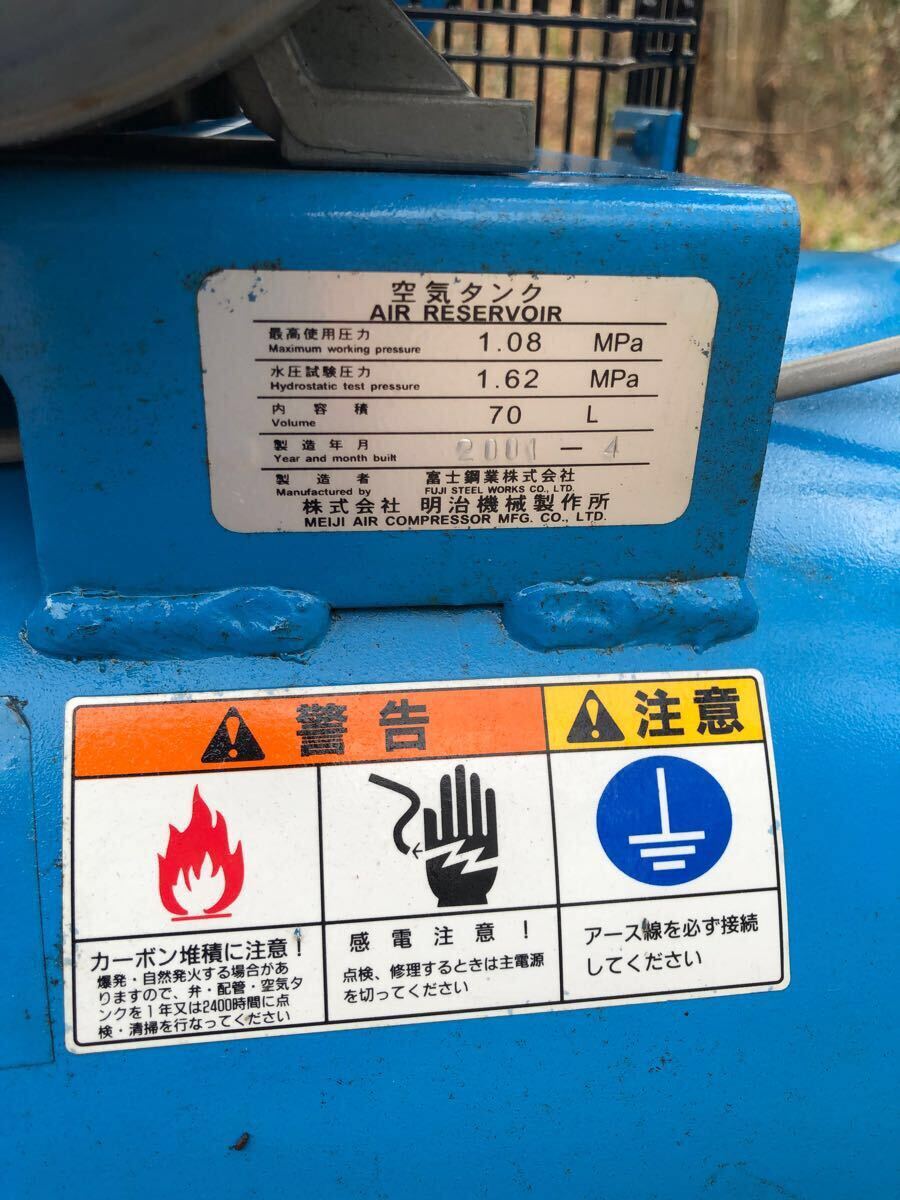 空気タンク
AIR RESERVOIR
最高使用圧力 1.08 MPa
Maximum working pressure
水圧試験圧力 1.62 MPa
Hydrostatic test pressure
内容積 70 L
Volume
製造年月 2001-4
Year and month built
製造者 富士鋼業株式会社
Manufactured by FUJI STEEL WORKS CO., LTD.
株式会社 明治機械製作所
MEIJI AIR COMPRESSOR MFG. CO., LTD.
警告
注意
カーボン堆積に注意!
爆発・自然発火する場合があ
りますので、弁・配管・空気タ
ンクを1年又は2400時間に点
検・清掃を行なってください
感電注意!
点検、修理するときは主電源
を切ってください
アース線を必ず接続
してください